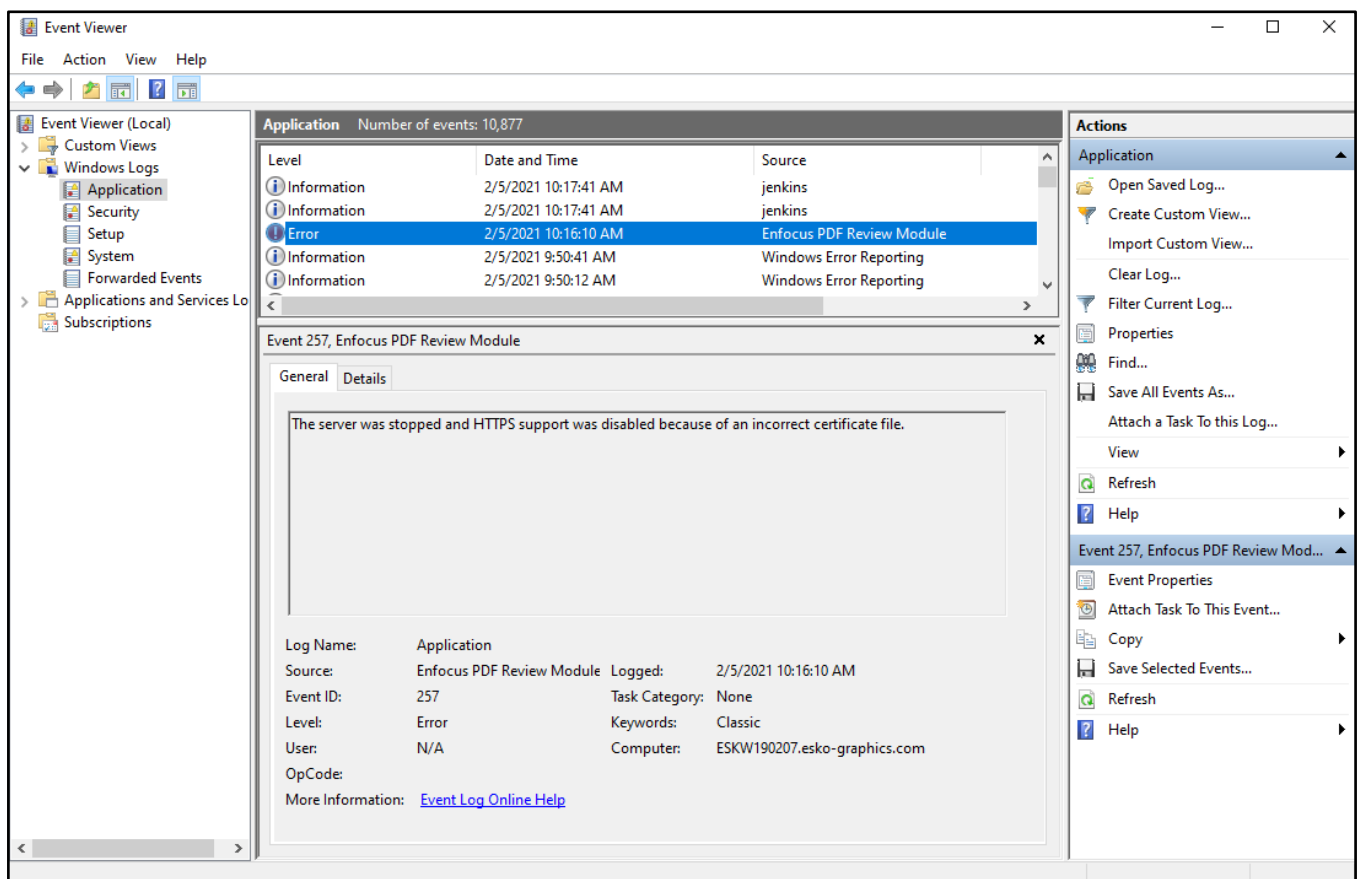 Event Viewer
File Action View Help
Event Viewer (Local)
Custom Views
Windows Logs
Application
Security
Setup
System
Forwarded Events
Applications and Services Lo
Subscriptions
Application Number of events: 10,877
Level Date and Time Source
Information 2/5/2021 10:17:41 AM jenkins
Information 2/5/2021 10:17:41 AM jenkins
Error 2/5/2021 10:16:10 AM Enfocus PDF Review Module
Information 2/5/2021 9:50:41 AM Windows Error Reporting
Information 2/5/2021 9:50:12 AM Windows Error Reporting
Event 257, Enfocus PDF Review Module
General Details
The server was stopped and HTTPS support was disabled because of an incorrect certificate file.
Log Name: Application
Source: Enfocus PDF Review Module Logged: 2/5/2021 10:16:10 AM
Event ID: 257 Task Category: None
Level: Error Keywords: Classic
User: N/A Computer: ESKW190207.esko-graphics.com
OpCode:
More Information: Event Log Online Help
Actions
Application
Open Saved Log...
Create Custom View...
Import Custom View...
Clear Log...
Filter Current Log...
Properties
Find...
Save All Events As...
Attach a Task To this Log...
View
Refresh
Help
Event 257, Enfocus PDF Review Mod...
Event Properties
Attach Task To This Event...
Copy
Save Selected Events...
Refresh
Help